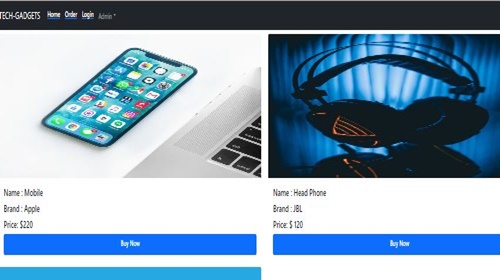 TECH-GADGETS Home Order Login Admin
Name : Mobile
Brand : Apple
Price: $220
Buy Now
Name : Head Phone
Brand : JBL
Price: $ 120
Buy Now